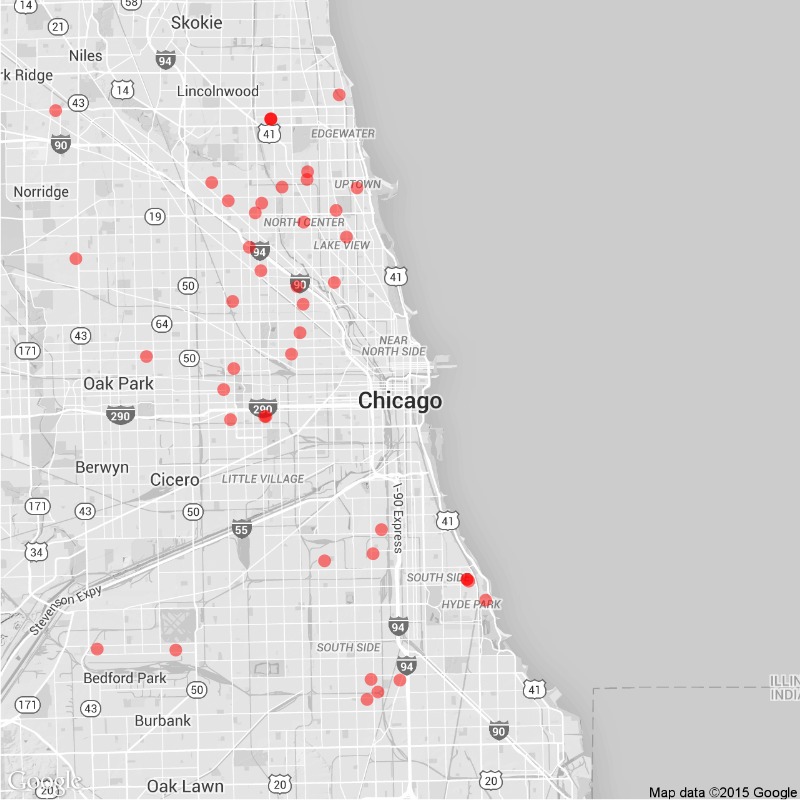 14
58
21
Skokie
Niles
94
rk Ridge
14
Lincolnwood
43
41
EDGEWATER
90
Norridge
UPTOWN
19
NORTH CENTER
LAKE VIEW
94
41
50
90
64
43
171
50
NEAR
NORTH SIDE
Oak Park
Chicago
290
290
Berwyn
Cicero
LITTLE VILLAGE
171
43
50
I-90 Express
41
55
34
SOUTH SIDE
HYDE PARK
Stevenson Expy
94
SOUTH SIDE
94
Bedford Park
50
41
ILLIN
INDIA
171
43
Burbank
90
Google
20
Oak Lawn
20
20
Map data ©2015 Google